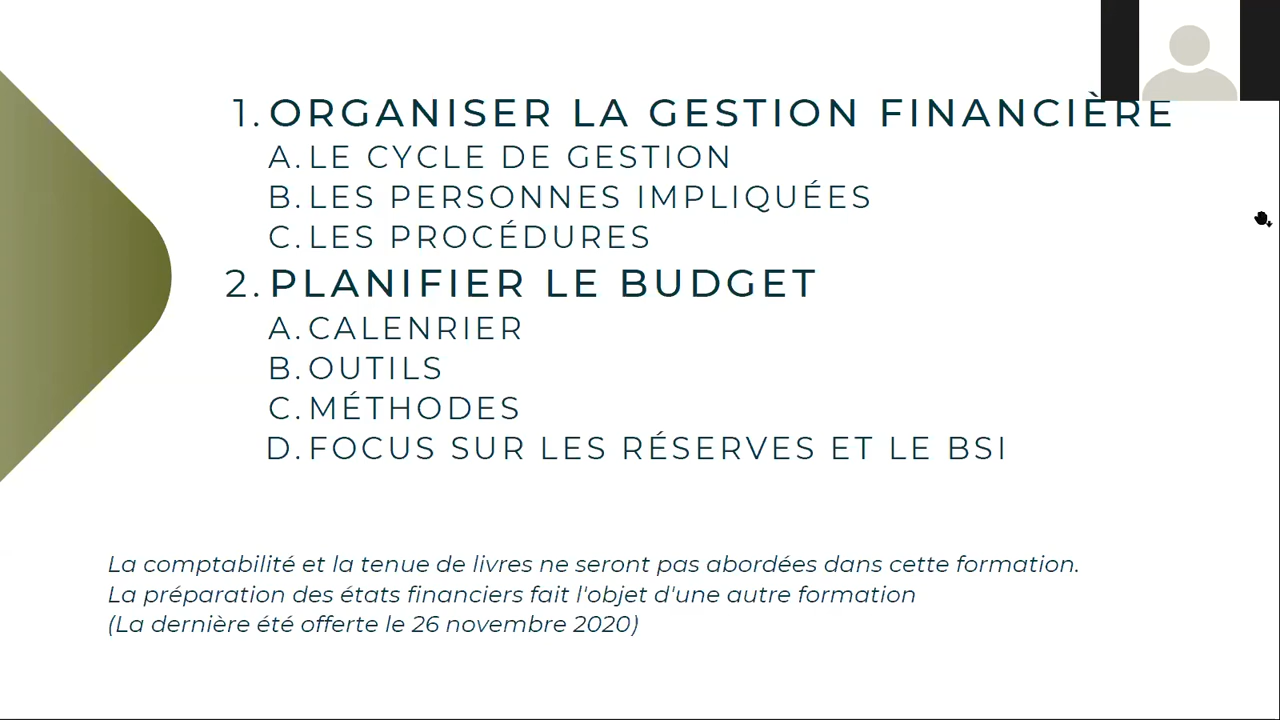 1. ORGANISER LA GESTION FINANCIÈRE
A. LE CYCLE DE GESTION
B. LES PERSONNES IMPLIQUÉES
C. LES PROCÉDURES
2. PLANIFIER LE BUDGET
A. CALENRIER
B. OUTILS
C. MÉTHODES
D. FOCUS SUR LES RÉSERVES ET LE BSI
La comptabilité et la tenue de livres ne seront pas abordées dans cette formation.
La préparation des états financiers fait l'objet d'une autre formation
(La dernière été offerte le 26 novembre 2020)